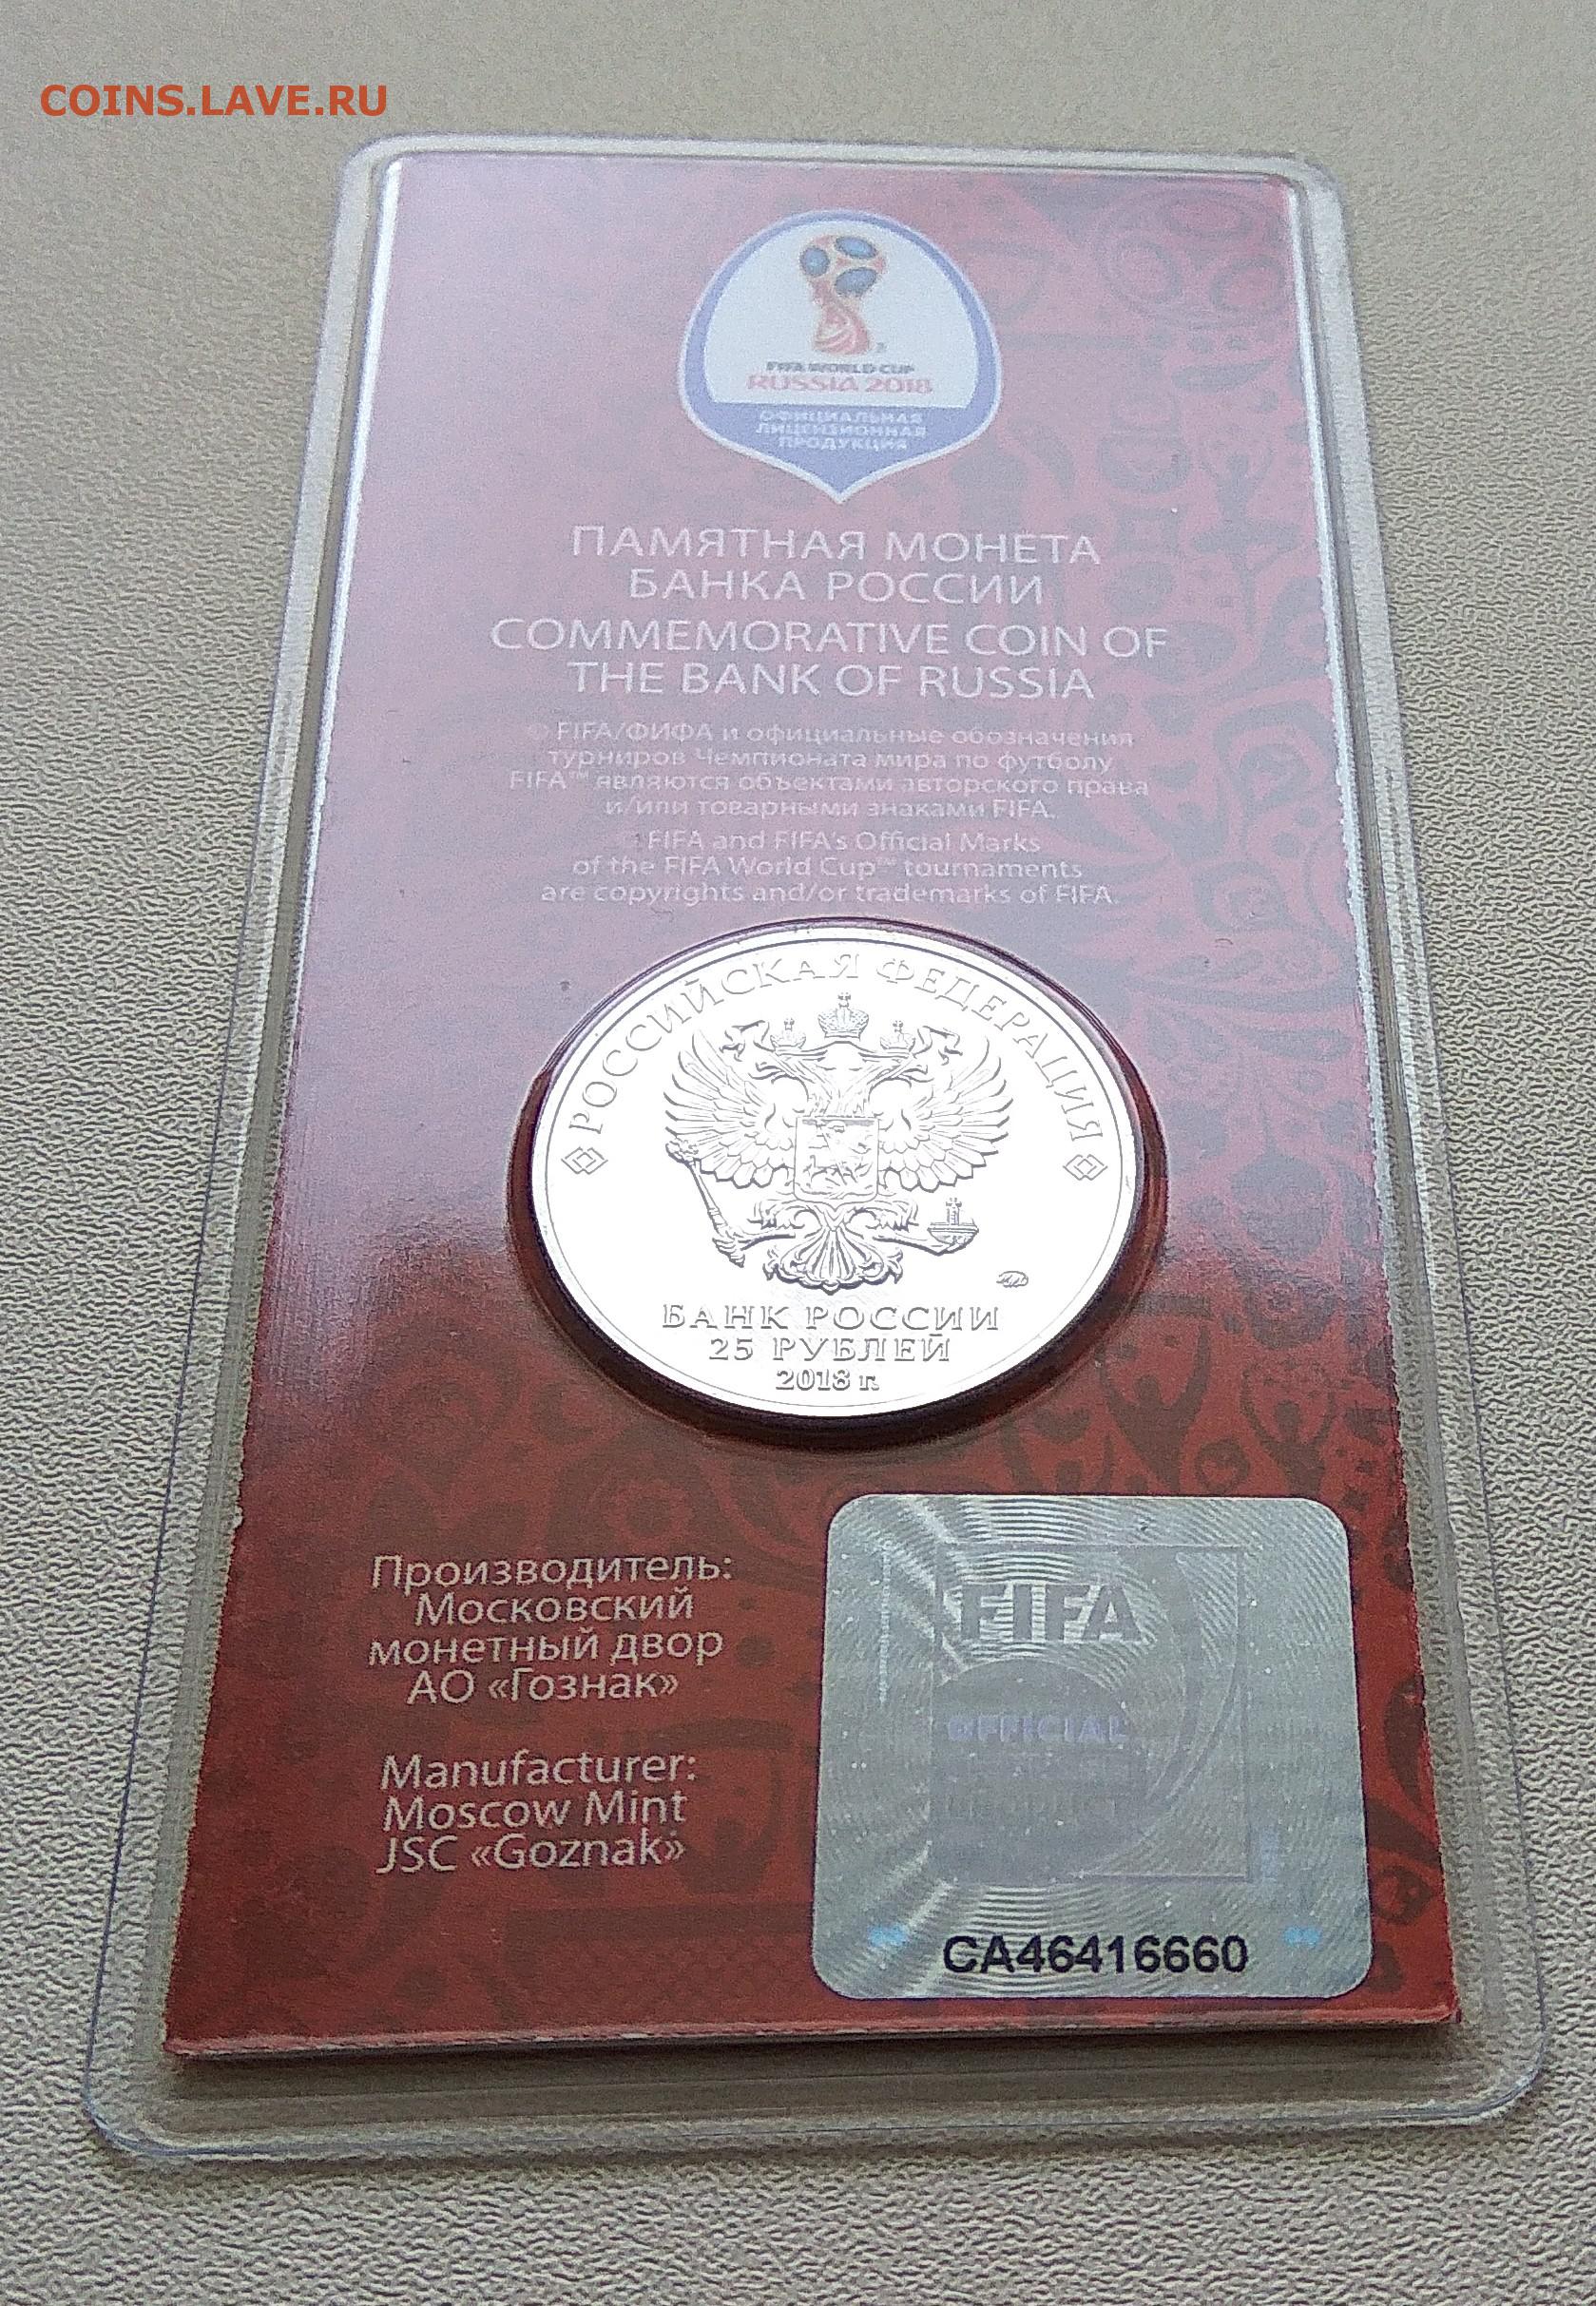 COINS.LAVE.RU
FIFA WORLD CUP
RUSSIA 2018
ОФИЦИАЛЬНАЯ
ЛИЦЕНЗИОННАЯ
ПРОДУКЦИЯ
ПАМЯТНАЯ МОНЕТА
БАНКА РОССИИ
COMMEMORATIVE COIN OF
THE BANK OF RUSSIA
© FIFA/ФИФА и официальные обозначения
турниров Чемпионата мира по футболу
FIFA™ являются объектами авторского права
и/или товарными знаками FIFA.
FIFA and FIFA's Official Marks
of the FIFA World Cup™ tournaments
are copyrights and/or trademarks of FIFA.
РОССИЙСКАЯ ФЕДЕРАЦИЯ
ММД
БАНК РОССИИ
25 РУБЛЕЙ
2018 г.
Производитель:
Московский
монетный двор
АО «Гознак»
Manufacturer:
Moscow Mint
JSC «Goznak»
FIFA
OFFICIAL
CA46416660